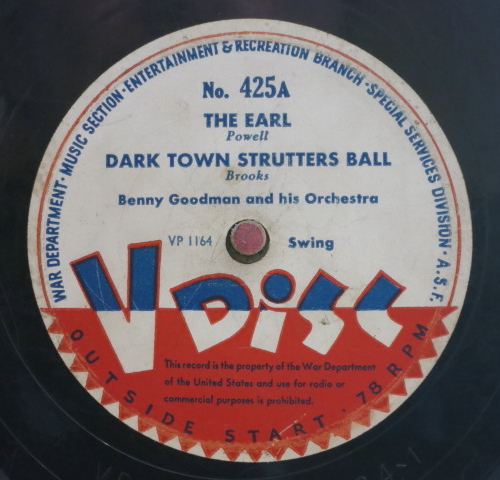 WAR DEPARTMENT · MUSIC SECTION · ENTERTAINMENT & RECREATION BRANCH · SPECIAL SERVICES DIVISION · A.S.F.
No. 425A
THE EARL
Powell
DARK TOWN STRUTTERS BALL
Brooks
Benny Goodman and his Orchestra
VP 1164 Swing
V DISC
This record is the property of the War Department
of the United States and use for radio or
commercial purposes is prohibited.
OUTSIDE START · 78 RPM